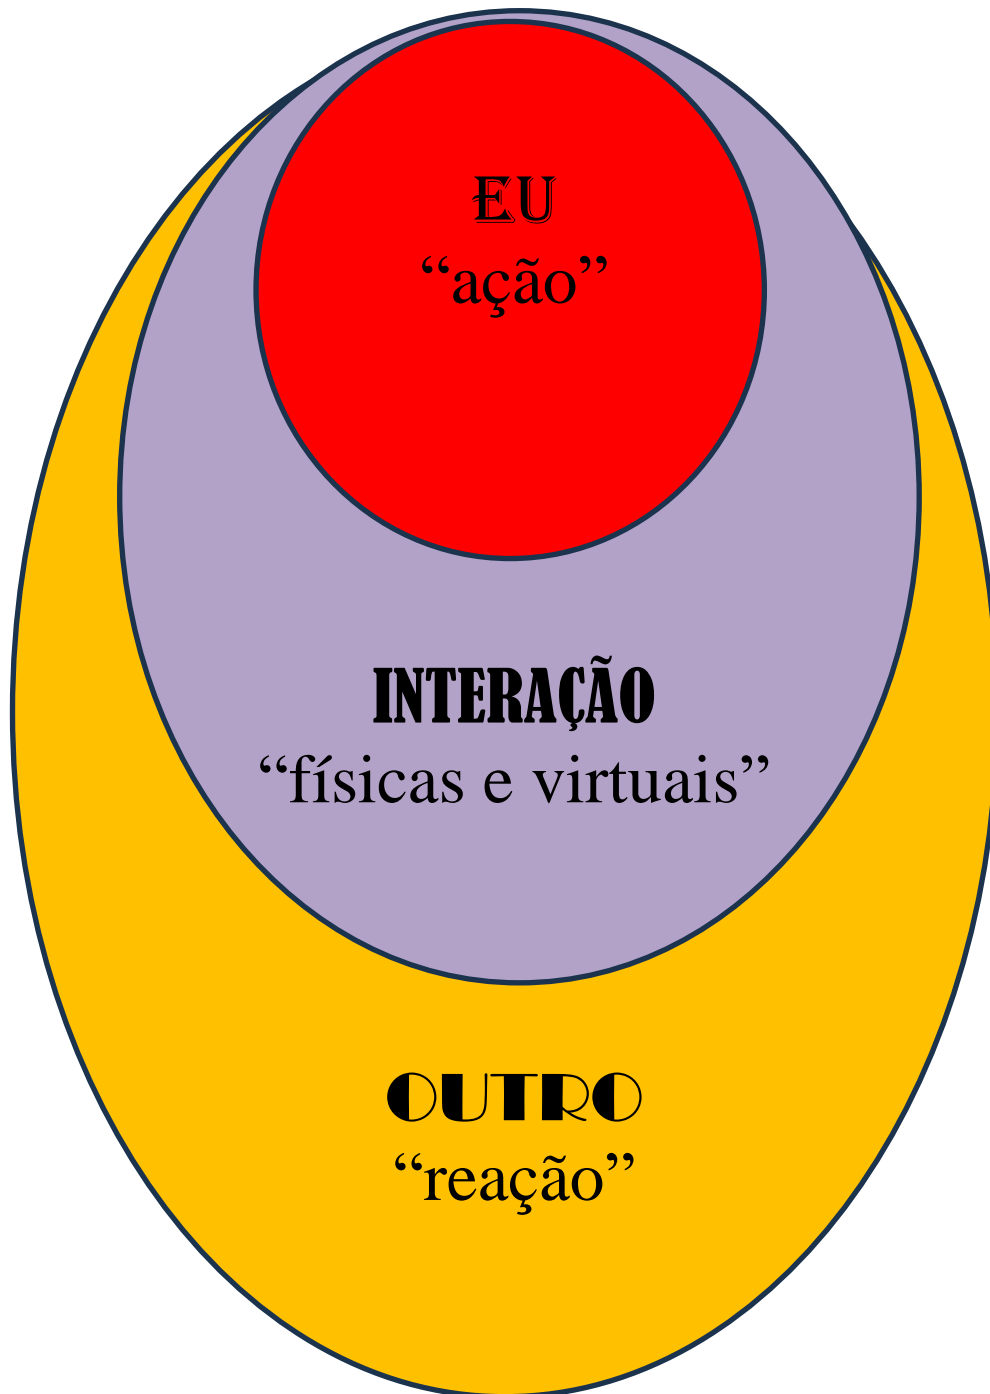 EU
“ação”
INTERAÇÃO
“físicas e virtuais”
OUTRO
“reação”